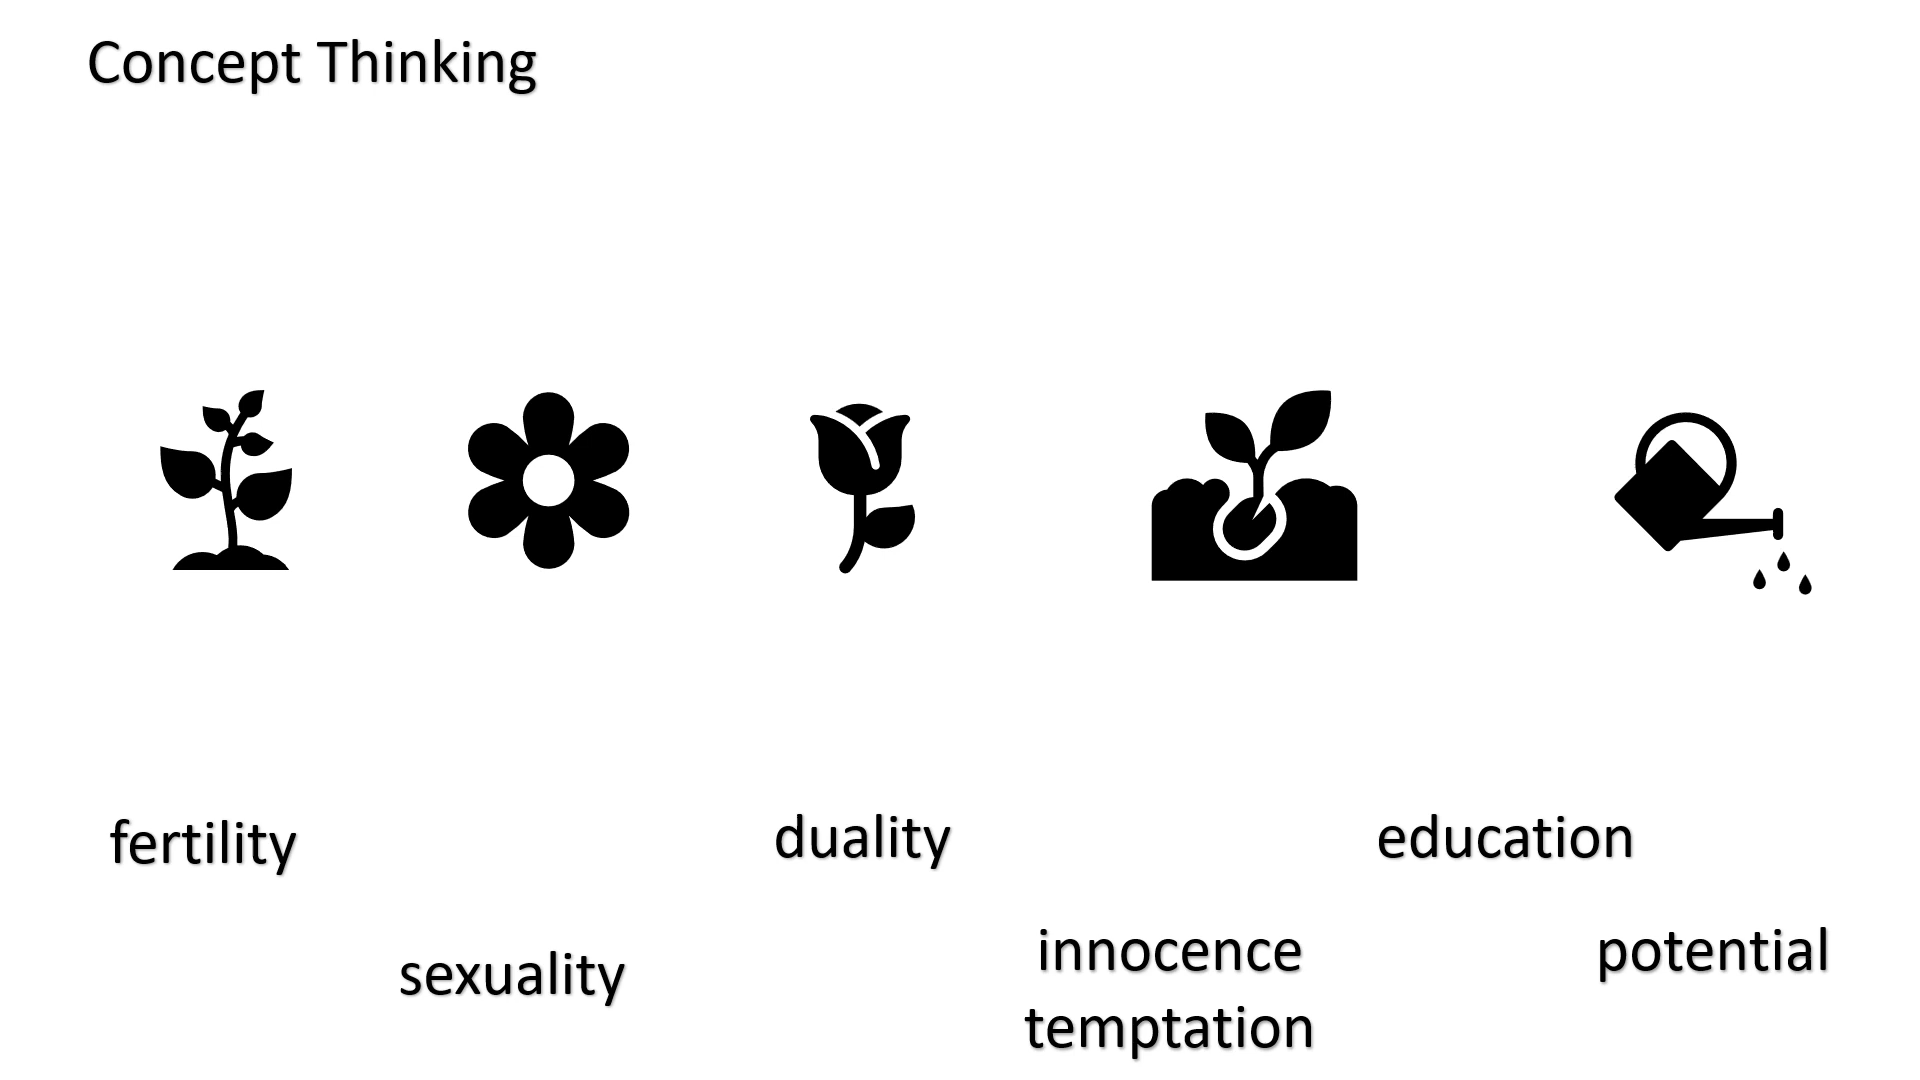 Concept Thinking
fertility
duality
education
sexuality
innocence
temptation
potential